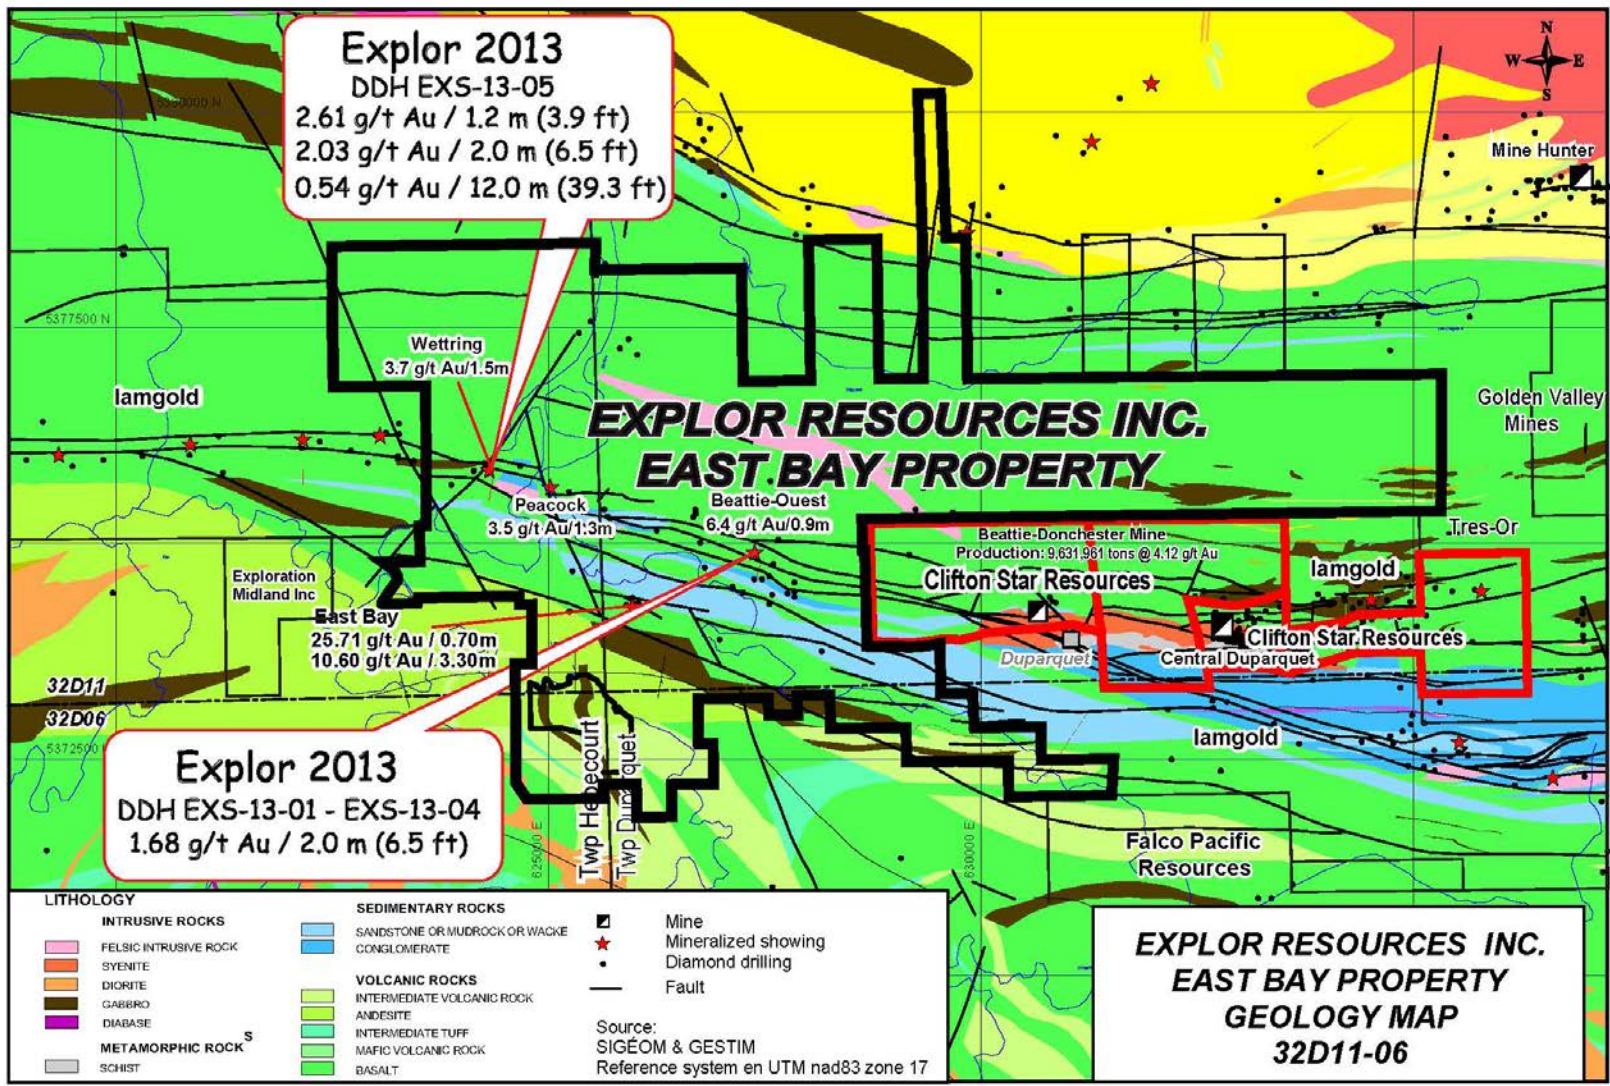 Explor 2013
DDH EXS-13-05
2.61 g/t Au / 1.2 m (3.9 ft)
2.03 g/t Au / 2.0 m (6.5 ft)
0.54 g/t Au / 12.0 m (39.3 ft)
N
W E
S
Mine Hunter
5377500 N
Wettring
3.7 g/t Au/1.5m
Iamgold
Golden Valley
Mines
EXPLOR RESOURCES INC.
EAST BAY PROPERTY
Peacock
3.5 g/t Au/1.3m
Beattie-Ouest
6.4 g/t Au/0.9m
Tres-Or
Beattie-Donchester Mine
Production: 9,631,961 tons @ 4.12 g/t Au
Clifton Star Resources
Iamgold
Exploration
Midland Inc
East Bay
25.71 g/t Au / 0.70m
10.60 g/t Au / 3.30m
Clifton Star Resources
Duparquet
Central Duparquet
32D11
32D06
Iamgold
5372500
Explor 2013
DDH EXS-13-01 - EXS-13-04
1.68 g/t Au / 2.0 m (6.5 ft)
Twp Hebecourt
Twp Duparquet
625000 E
630000 E
Falco Pacific
Resources
LITHOLOGY
INTRUSIVE ROCKS
FELSIC INTRUSIVE ROCK
SYENITE
DIORITE
GABBRO
DIABASE
METAMORPHIC ROCKS
SCHIST
SEDIMENTARY ROCKS
SANDSTONE OR MUDROCK OR WACKE
CONGLOMERATE
VOLCANIC ROCKS
INTERMEDIATE VOLCANIC ROCK
ANDESITE
INTERMEDIATE TUFF
MAFIC VOLCANIC ROCK
BASALT
Mine
Mineralized showing
Diamond drilling
Fault
Source:
SIGÉOM & GESTIM
Reference system en UTM nad83 zone 17
EXPLOR RESOURCES INC.
EAST BAY PROPERTY
GEOLOGY MAP
32D11-06